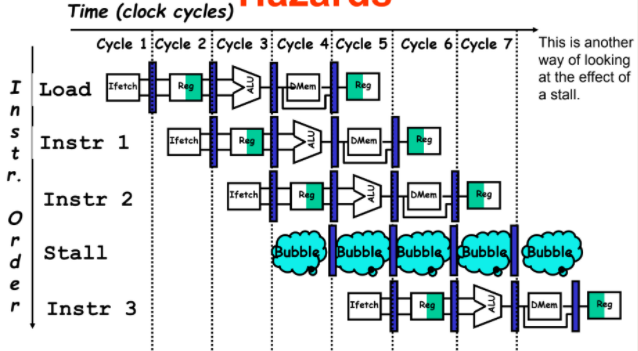 Time (clock cycles)
Hazards
Cycle 1 Cycle 2 Cycle 3 Cycle 4 Cycle 5 Cycle 6 Cycle 7
This is another
way of looking
at the effect of
a stall.
Instr. Order
Load Ifetch Reg ALU DMem Reg
Instr 1 Ifetch Reg ALU DMem Reg
Instr 2 Ifetch Reg ALU DMem Reg
Stall Bubble Bubble Bubble Bubble Bubble
Instr 3 Ifetch Reg ALU DMem Reg